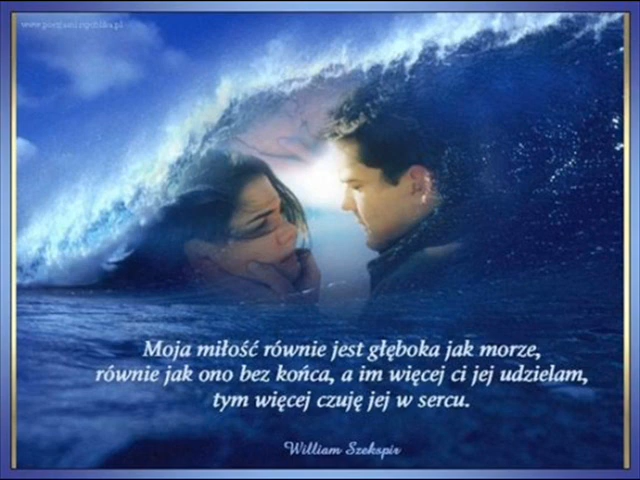 Moja miłość równie jest głęboka jak morze,
równie jak ono bez końca, a im więcej ci jej udzielam,
tym więcej czuję jej w sercu.
William Szekspir